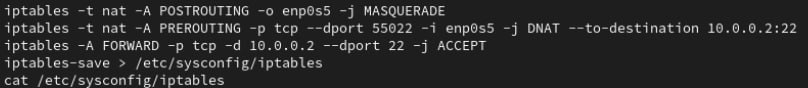 iptables -t nat -A POSTROUTING -o enp0s5 -j MASQUERADE
iptables -t nat -A PREROUTING -p tcp --dport 55022 -i enp0s5 -j DNAT --to-destination 10.0.0.2:22
iptables -A FORWARD -p tcp -d 10.0.0.2 --dport 22 -j ACCEPT
iptables-save > /etc/sysconfig/iptables
cat /etc/sysconfig/iptables